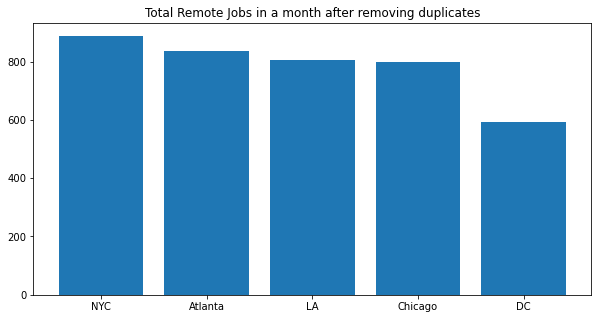 Total Remote Jobs in a month after removing duplicates
800
600
400
200
0
NYC Atlanta LA Chicago DC